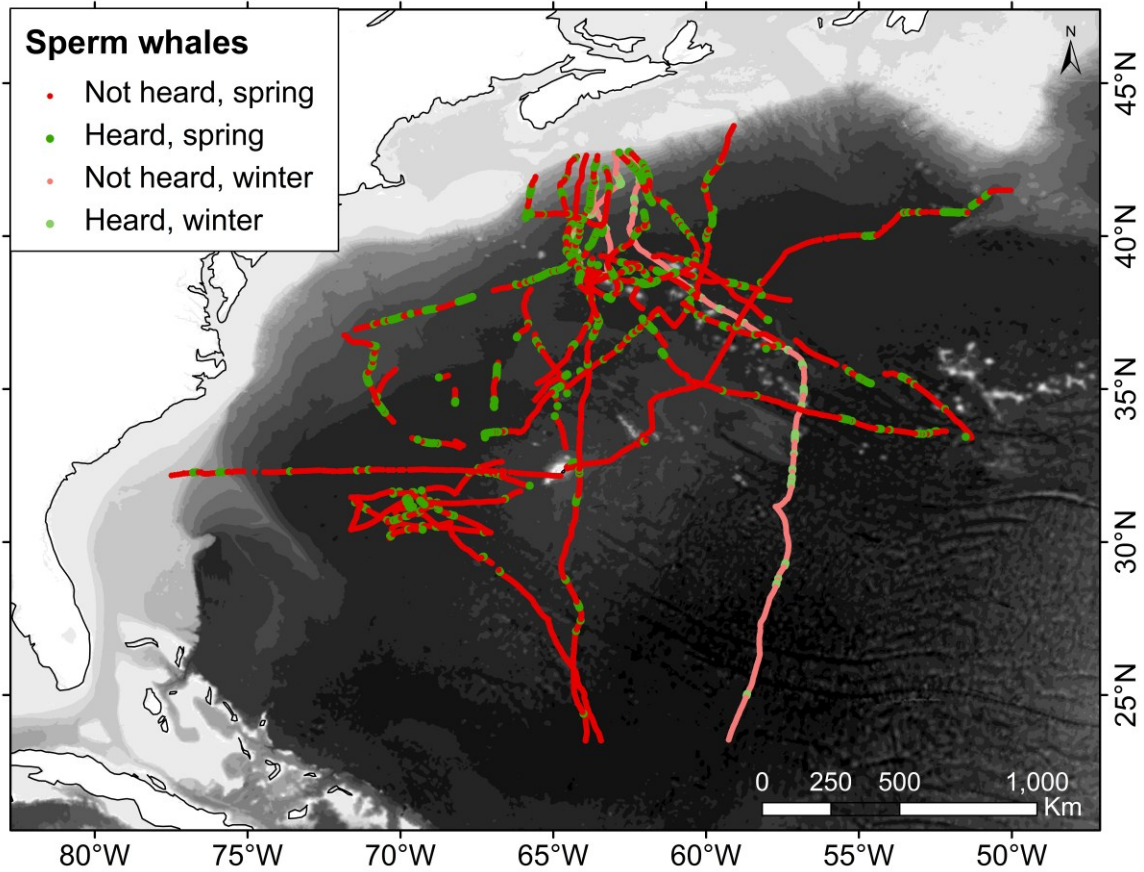 Sperm whales
Not heard, spring
Heard, spring
Not heard, winter
Heard, winter
N
45°N
40°N
35°N
30°N
25°N
0 250 500 1,000
Km
80°W 75°W 70°W 65°W 60°W 55°W 50°W